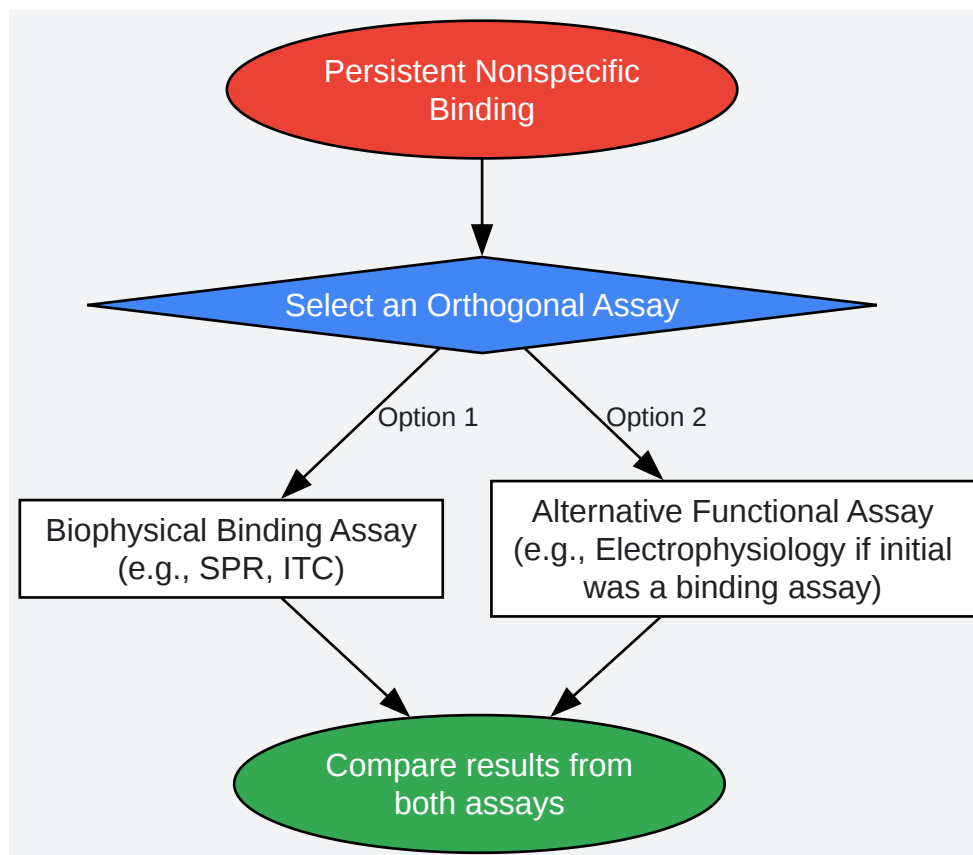 Persistent Nonspecific
Binding
Select an Orthogonal Assay
Option 1
Option 2
Biophysical Binding Assay
(e.g., SPR, ITC)
Alternative Functional Assay
(e.g., Electrophysiology if initial
was a binding assay)
Compare results from
both assays